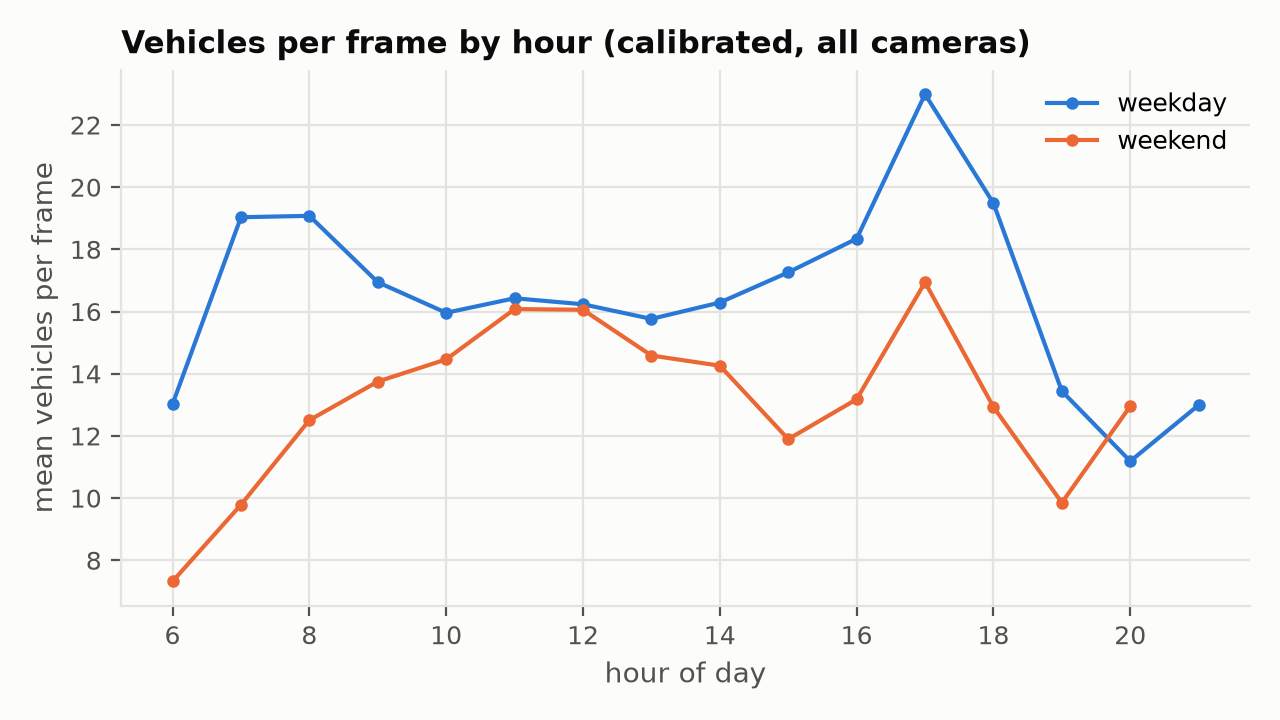 Vehicles per frame by hour (calibrated, all cameras)
weekday
weekend
mean vehicles per frame
22
20
18
16
14
12
10
8
6 8 10 12 14 16 18 20
hour of day